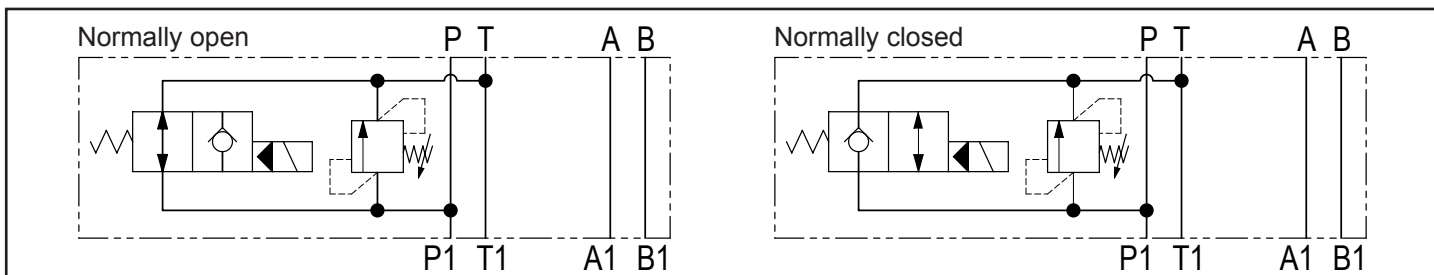 Normally open P T A B
P1 T1 A1 B1
Normally closed P T A B
P1 T1 A1 B1